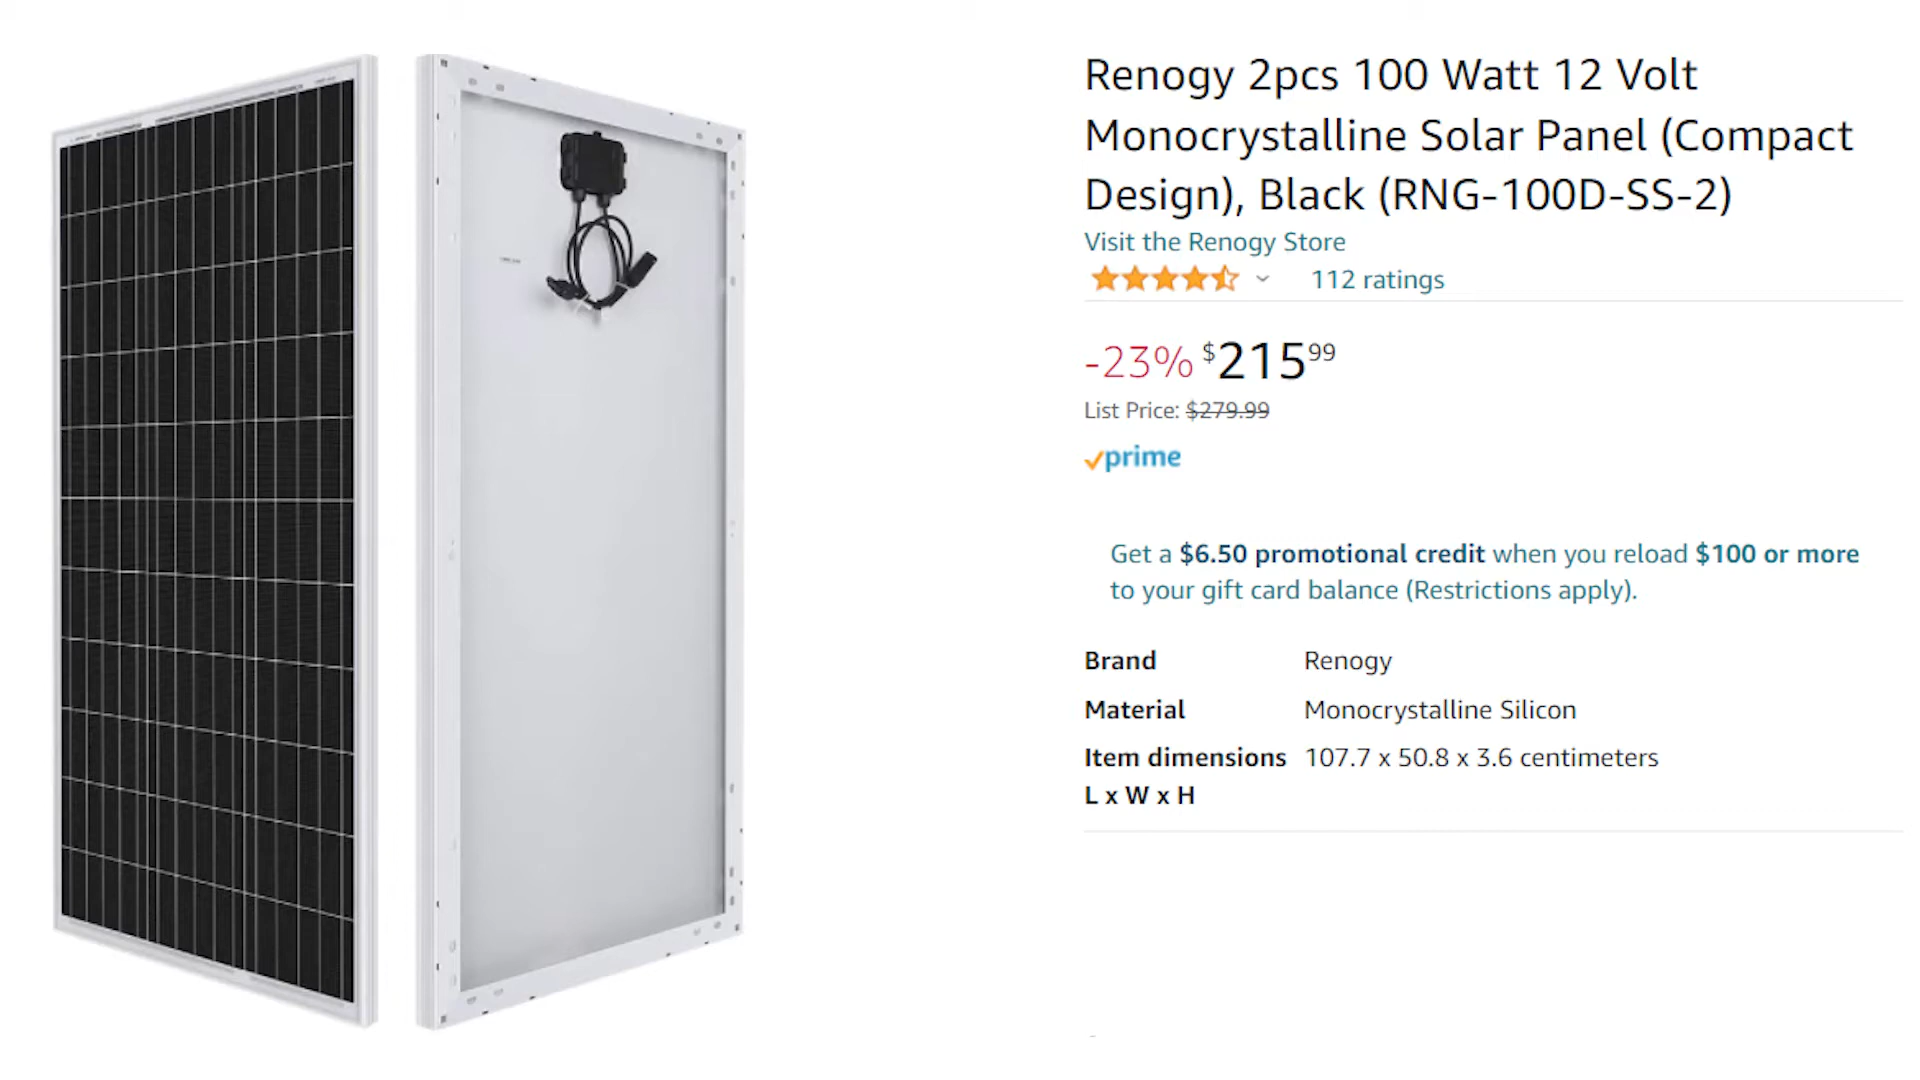 Renogy 2pcs 100 Watt 12 Volt
Monocrystalline Solar Panel (Compact
Design), Black (RNG-100D-SS-2)
Visit the Renogy Store
112 ratings
-23% $215.99
List Price: $279.99
prime
Get a $6.50 promotional credit when you reload $100 or more
to your gift card balance (Restrictions apply).
Brand Renogy
Material Monocrystalline Silicon
Item dimensions 107.7 x 50.8 x 3.6 centimeters
L x W x H